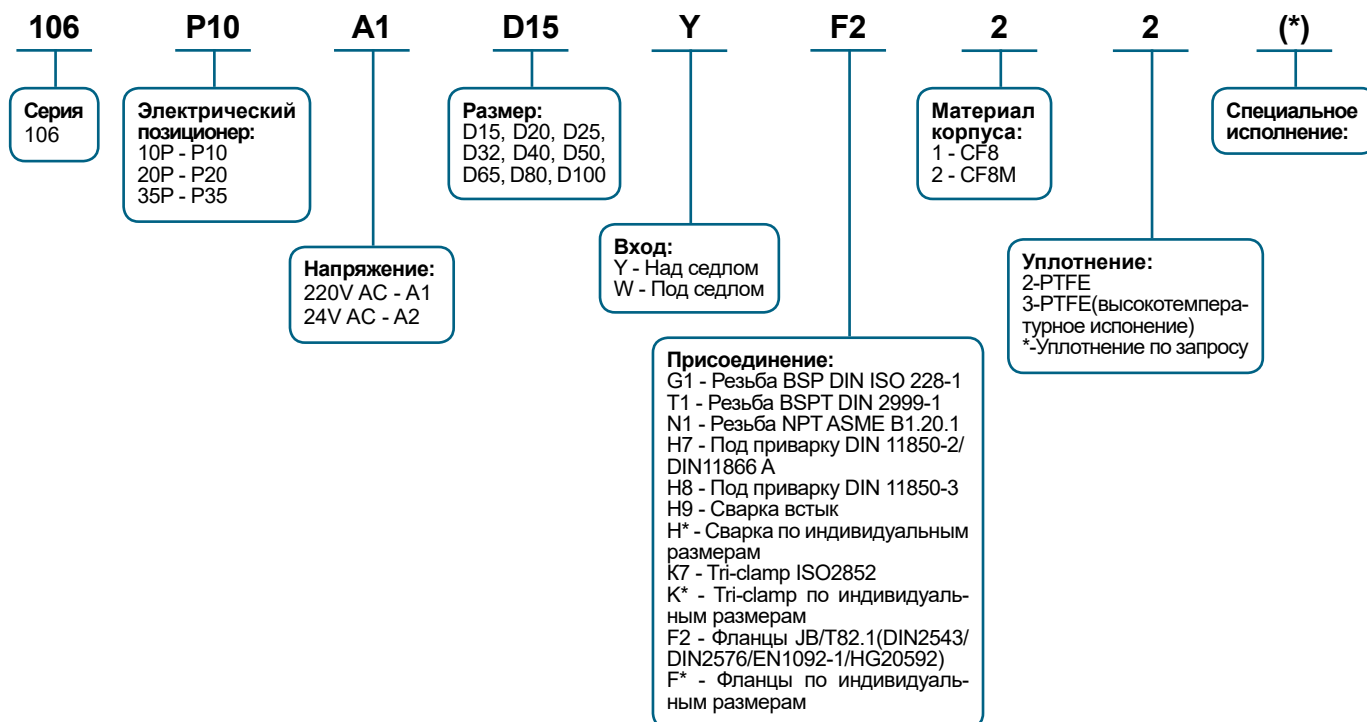 106 P10 A1 D15 Y F2 2 2 (*)
Серия
106
Электрический
позиционер:
10P - P10
20P - P20
35P - P35
Напряжение:
220V AC - A1
24V AC - A2
Размер:
D15, D20, D25,
D32, D40, D50,
D65, D80, D100
Вход:
Y - Над седлом
W - Под седлом
Присоединение:
G1 - Резьба BSP DIN ISO 228-1
T1 - Резьба BSPT DIN 2999-1
N1 - Резьба NPT ASME B1.20.1
H7 - Под приварку DIN 11850-2/
DIN11866 A
H8 - Под приварку DIN 11850-3
H9 - Сварка встык
H* - Сварка по индивидуальным
размерам
K7 - Tri-clamp ISO2852
K* - Tri-clamp по индивидуаль-
ным размерам
F2 - Фланцы JB/T82.1(DIN2543/
DIN2576/EN1092-1/HG20592)
F* - Фланцы по индивидуаль-
ным размерам
Материал
корпуса:
1 - CF8
2 - CF8M
Уплотнение:
2-PTFE
3-PTFE(высокотемпера-
турное испонение)
*-Уплотнение по запросу
Специальное
исполнение: